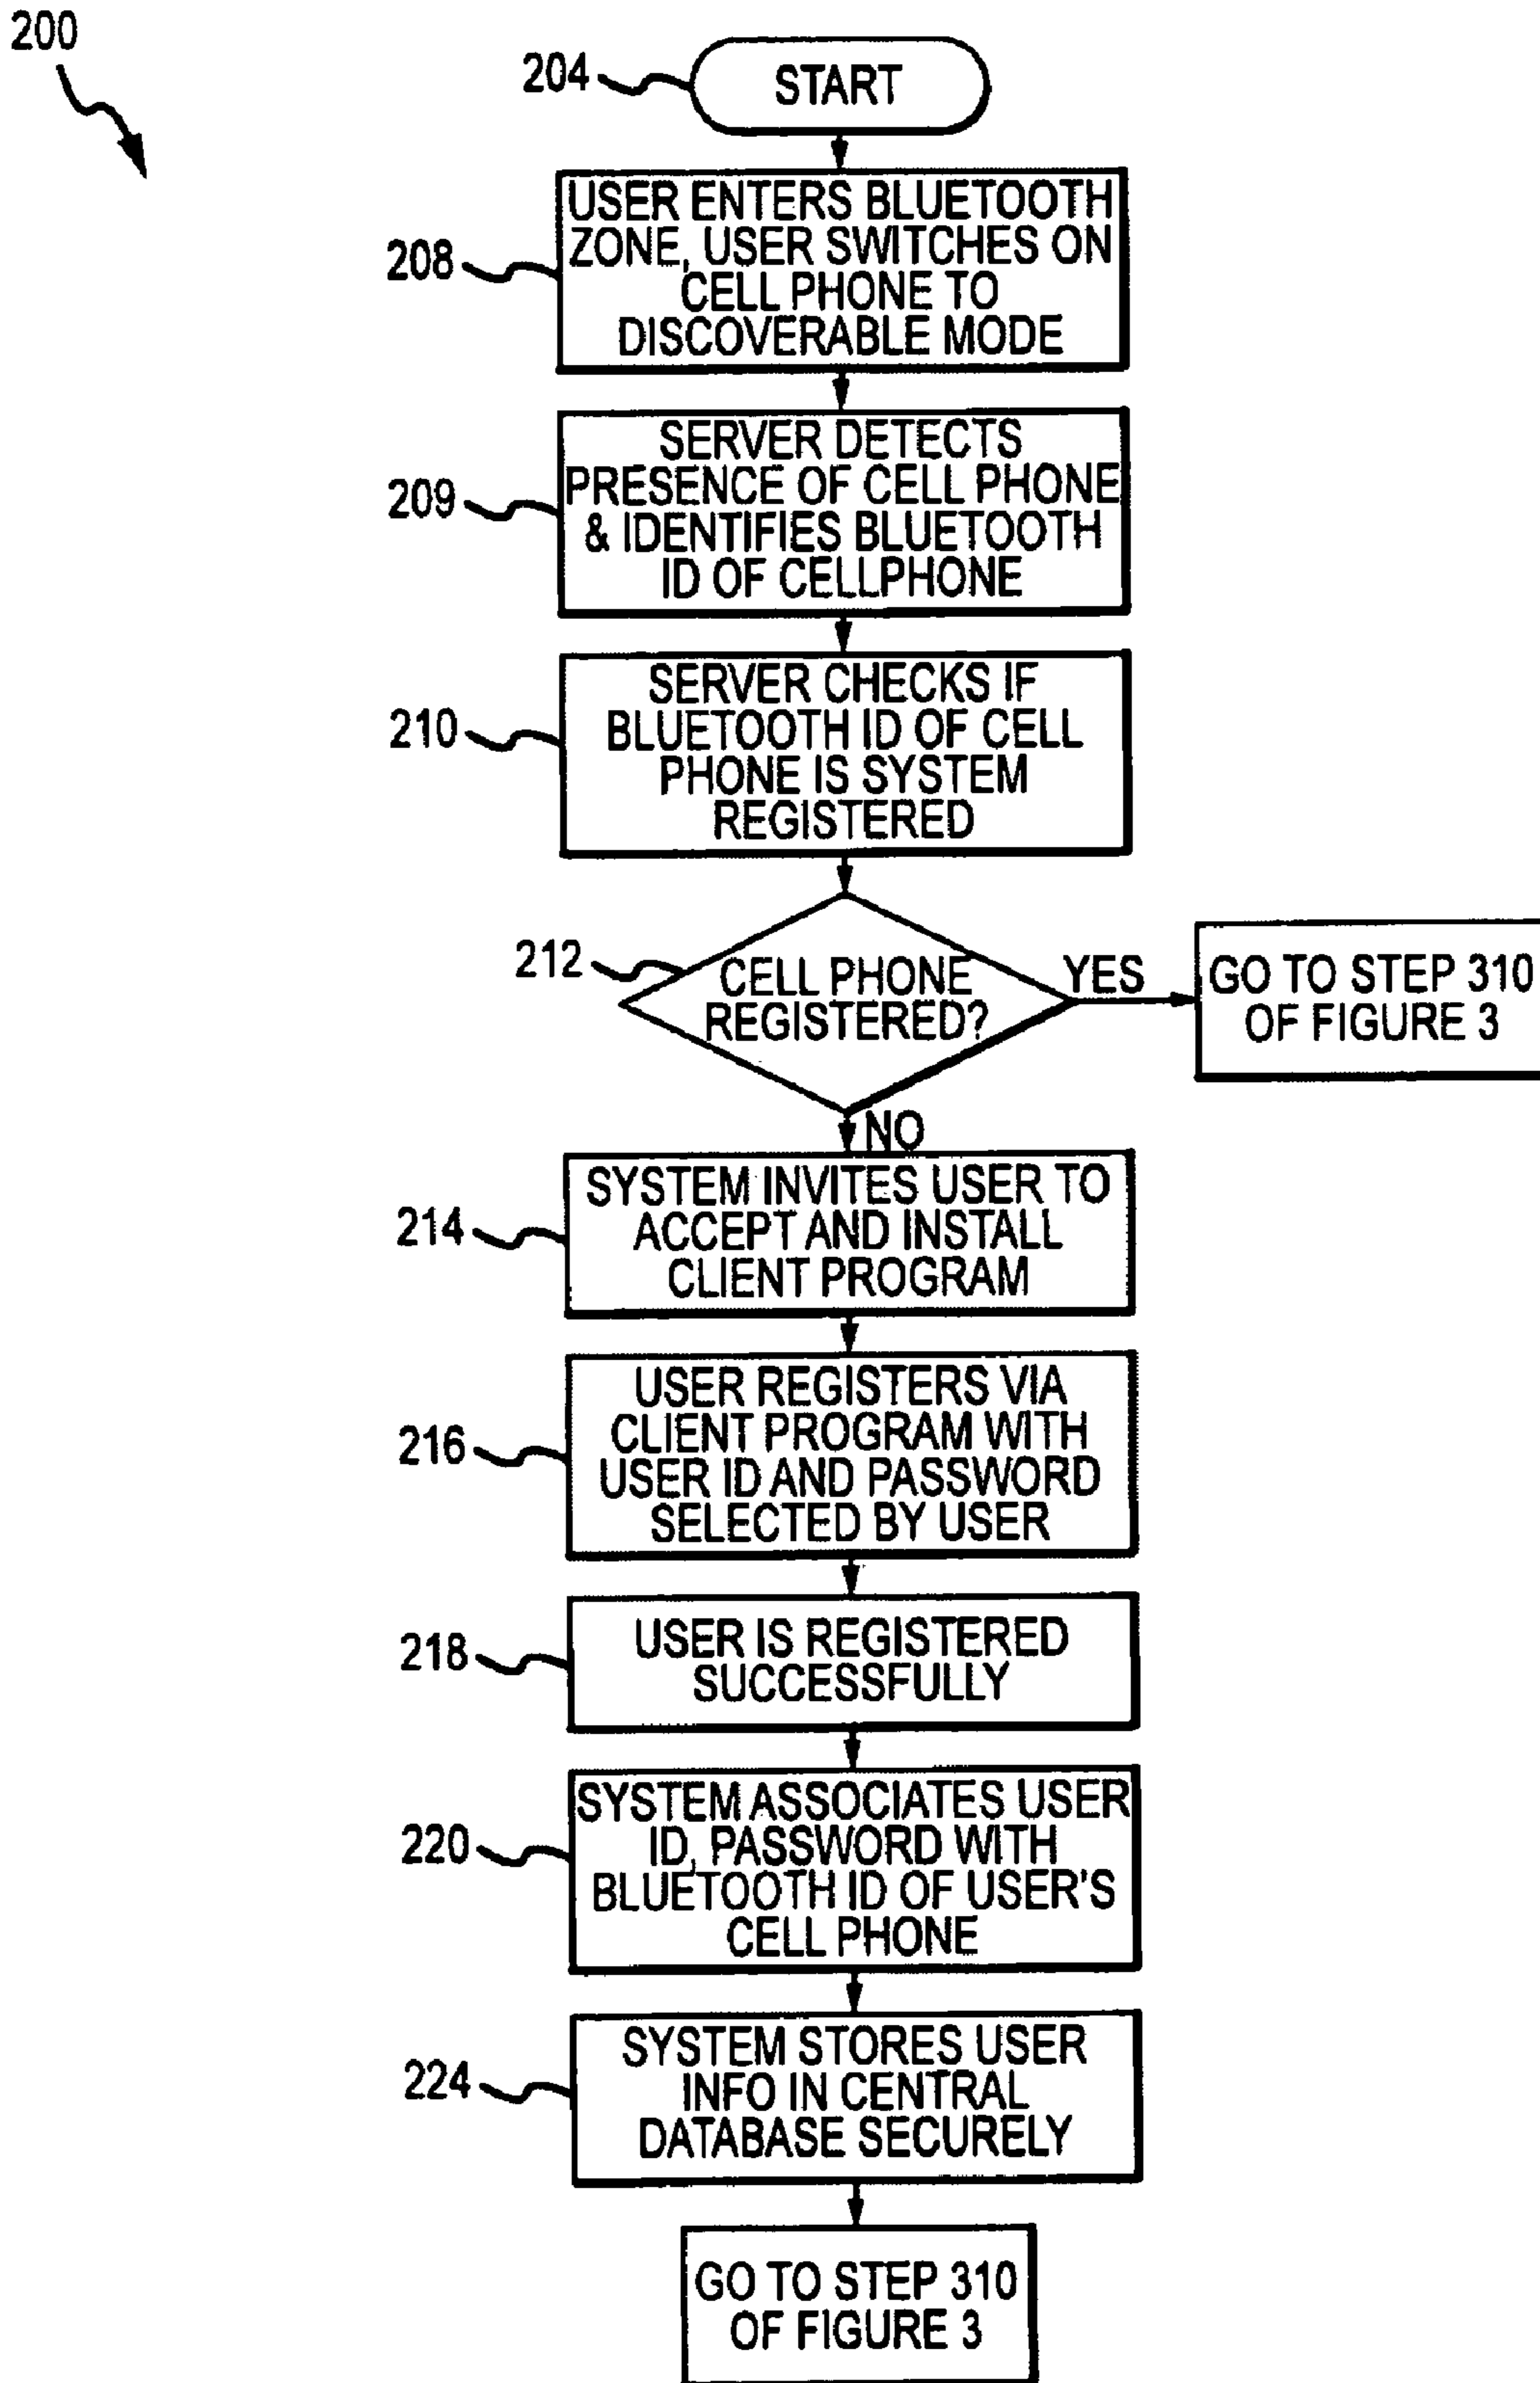 200
204
START
208
USER ENTERS BLUETOOTH
ZONE, USER SWITCHES ON
CELL PHONE TO
DISCOVERABLE MODE
209
SERVER DETECTS
PRESENCE OF CELL PHONE
& IDENTIFIES BLUETOOTH
ID OF CELLPHONE
210
SERVER CHECKS IF
BLUETOOTH ID OF CELL
PHONE IS SYSTEM
REGISTERED
212
CELL PHONE
REGISTERED?
YES
GO TO STEP 310
OF FIGURE 3
NO
214
SYSTEM INVITES USER TO
ACCEPT AND INSTALL
CLIENT PROGRAM
216
USER REGISTERS VIA
CLIENT PROGRAM WITH
USER ID AND PASSWORD
SELECTED BY USER
218
USER IS REGISTERED
SUCCESSFULLY
220
SYSTEM ASSOCIATES USER
ID, PASSWORD WITH
BLUETOOTH ID OF USER'S
CELL PHONE
224
SYSTEM STORES USER
INFO IN CENTRAL
DATABASE SECURELY
GO TO STEP 310
OF FIGURE 3